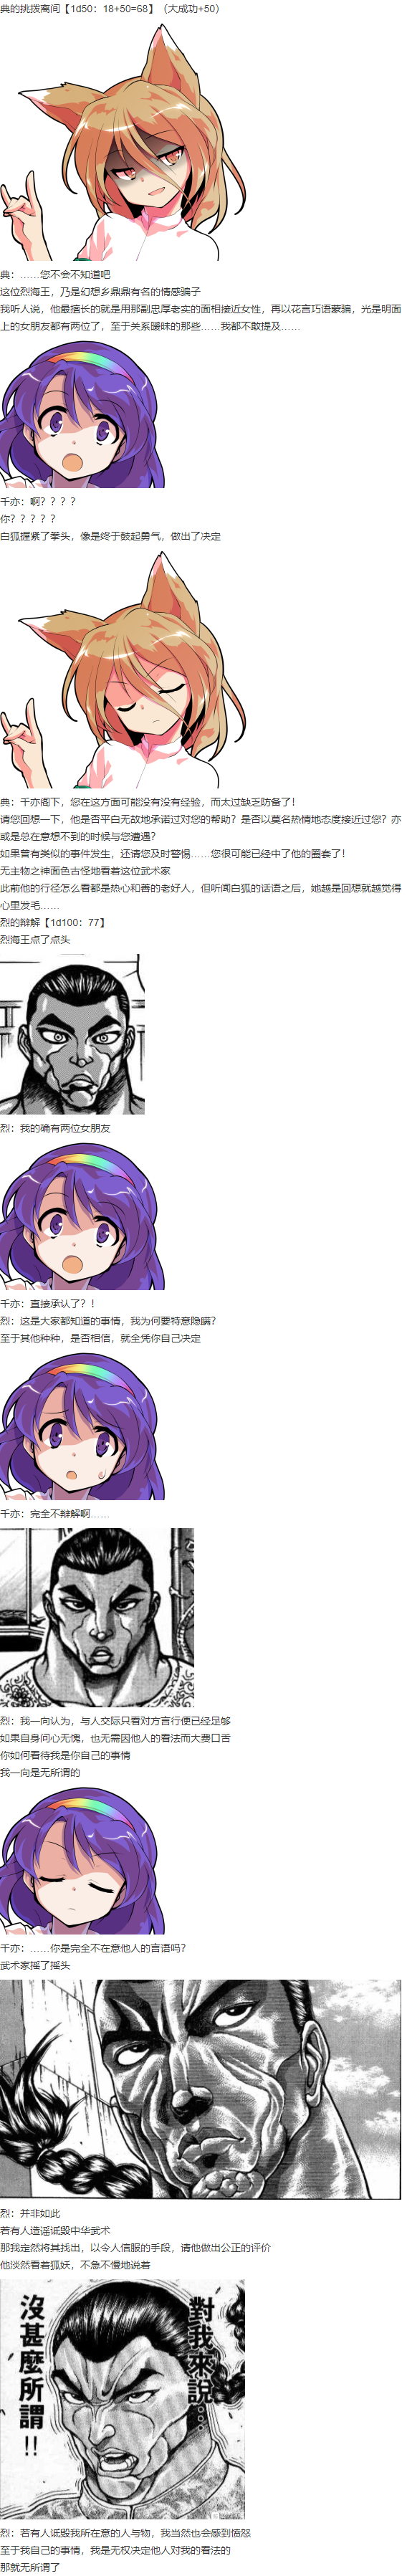 典的挑拨离间【1d50：18+50=68】（大成功+50）
典：……您不会不知道吧
这位烈海王，乃是幻想乡鼎鼎有名的情感骗子
我听人说，他最擅长的就是用那副忠厚老实的面相接近女性，再以花言巧语蒙骗，光是明面
上的女朋友都有两位了，至于关系暧昧的那些……我都不敢提及……
千亦：啊？？？？
你？？？？？
白狐握紧了拳头，像是终于鼓起勇气，做出了决定
典：千亦阁下，您在这方面可能没有没有经验，而太过缺乏防备了！
请您回想一下，他是否平白无故地承诺过对您的帮助？是否以莫名热情地态度接近过您？亦
或是总在意想不到的时候与您遭遇？
如果曾有类似的事件发生，还请您及时警惕……您很可能已经中了他的圈套了！
无主物之神面色古怪地看着这位武术家
此前他的行径怎么看都是热心和善的老好人，但听闻白狐的话语之后，她越是回想就越觉得
心里发毛……
烈的辩解【1d100：77】
烈海王点了点头
烈：我的确有两位女朋友
千亦：直接承认了？！
烈：这是大家都知道的事情，我为何要特意隐瞒？
至于其他种种，是否相信，就全凭你自己决定
千亦：完全不辩解啊……
烈：我一向认为，与人交际只看对方言行便已经足够
如果自身问心无愧，也无需因他人的看法而大费口舌
你如何看待我是你自己的事情
我一向是无所谓的
千亦：……你是完全不在意他人的言语吗？
武术家摇了摇头
烈：并非如此
若有人造谣诋毁中华武术
那我定然将其找出，以令人信服的手段，请他做出公正的评价
他淡然看着狐妖，不急不慢地说着
對我來說…
沒甚麼所謂!!
烈：若有人诋毁我所在意的人与物，我当然也会感到愤怒
至于我自己的事情，我是无权决定他人对我的看法的
那就无所谓了